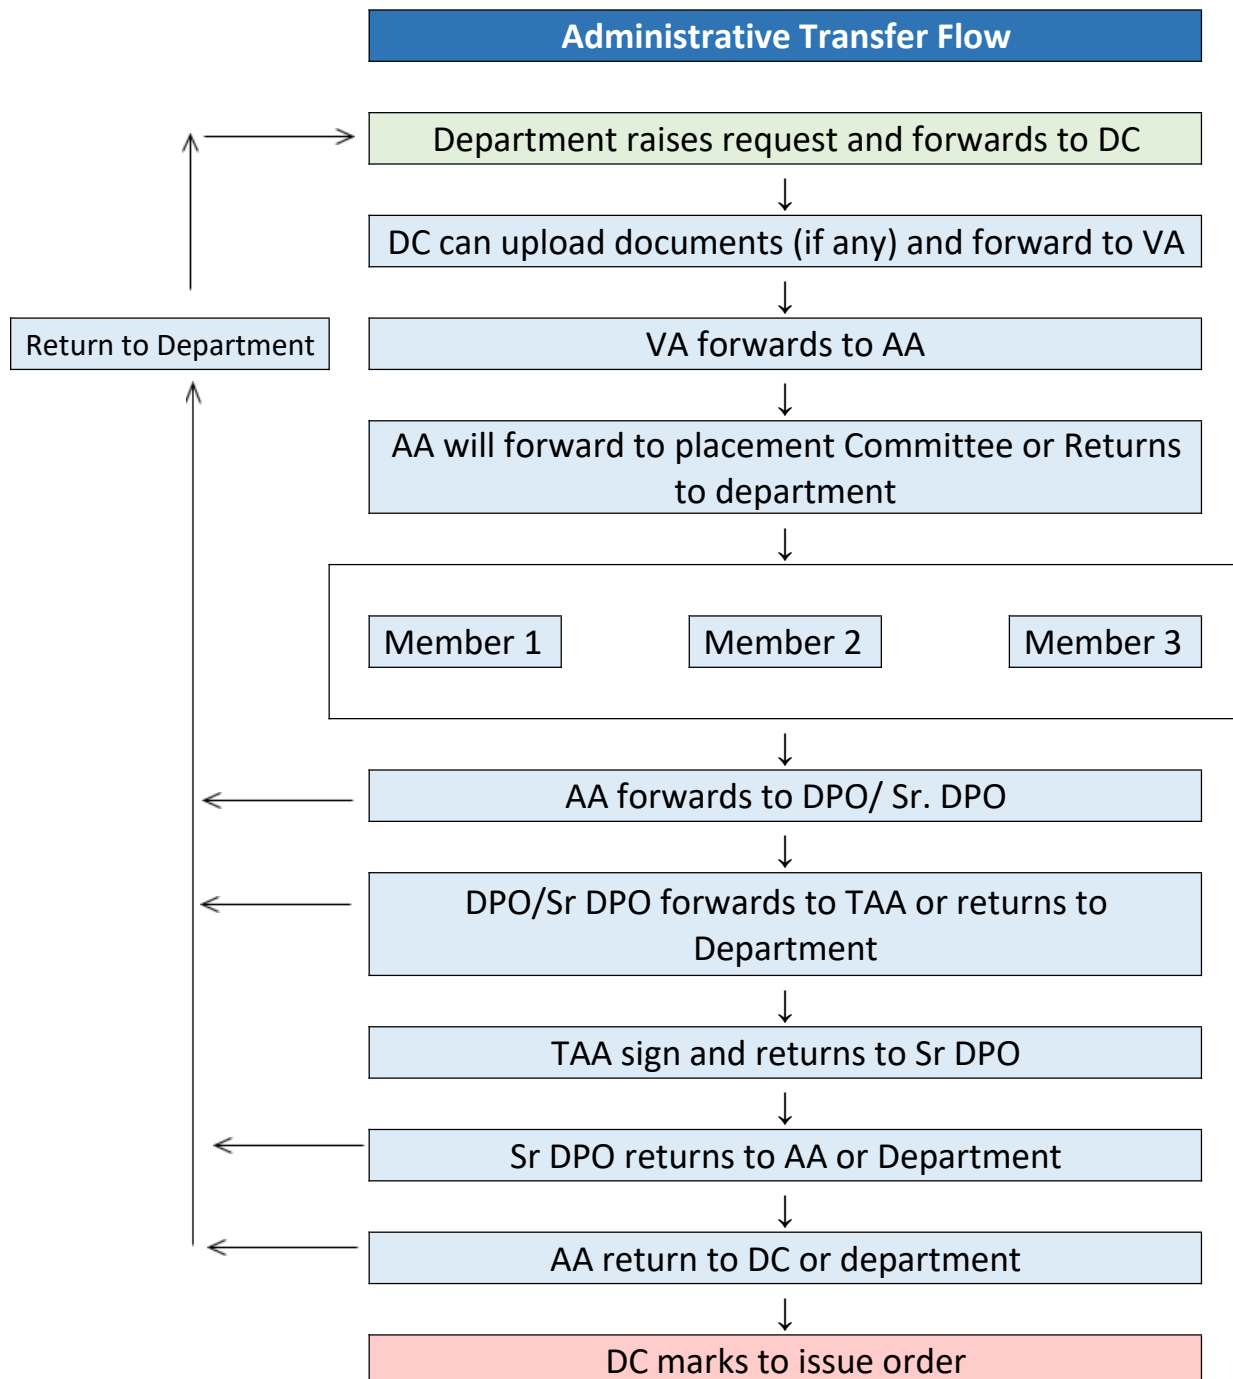 Administrative Transfer Flow
Department raises request and forwards to DC
DC can upload documents (if any) and forward to VA
Return to Department
VA forwards to AA
AA will forward to placement Committee or Returns
to department
Member 1
Member 2
Member 3
AA forwards to DPO/ Sr. DPO
DPO/Sr DPO forwards to TAA or returns to
Department
TAA sign and returns to Sr DPO
Sr DPO returns to AA or Department
AA return to DC or department
DC marks to issue order